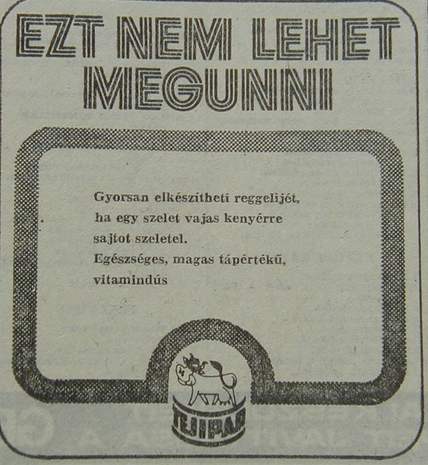 EZT NEM LEHET
MEGUNNI
Gyorsan elkészítheti reggelijét,
ha egy szelet vajas kenyérre
sajtot szeletel.
Egészséges, magas tápértékű,
vitamindús
TEJIPAR